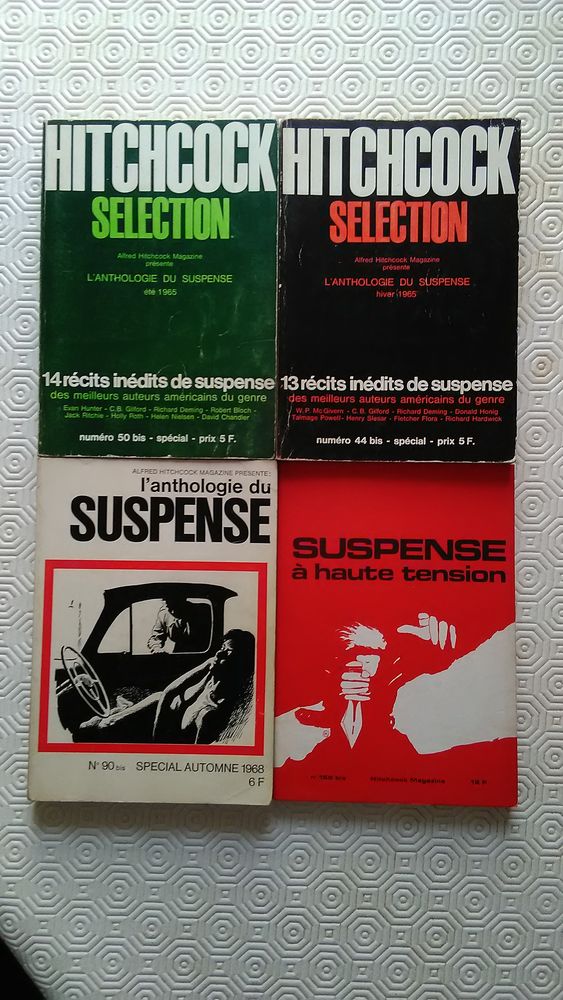 HITCHCOCK
SELECTION
Alfred Hitchcock Magazine
présente
L'ANTHOLOGIE DU SUSPENSE
été 1965
14 récits inédits de suspense
des meilleurs auteurs américains du genre
Evan Hunter - C.B. Gilford - Richard Deming - Robert Bloch -
Jack Ritchie - Holly Roth - Helen Nielsen - David Chandler
numéro 50 bis - spécial - prix 5 F.
HITCHCOCK
SELECTION
Alfred Hitchcock Magazine
présente
L'ANTHOLOGIE DU SUSPENSE
hiver 1965
13 récits inédits de suspense
des meilleurs auteurs américains du genre
W.P. McGivern - C.B. Gilford - Richard Deming - Donald Honig
Talmage Powell - Henry Slesar - Fletcher Flora - Richard Hardwick
numéro 44 bis - spécial - prix 5 F.
ALFRED HITCHCOCK MAGAZINE PRESENTE:
l'anthologie du
SUSPENSE
N° 90 bis SPECIAL AUTOMNE 1968
6 F
SUSPENSE
à haute tension
Hitchcock Magazine